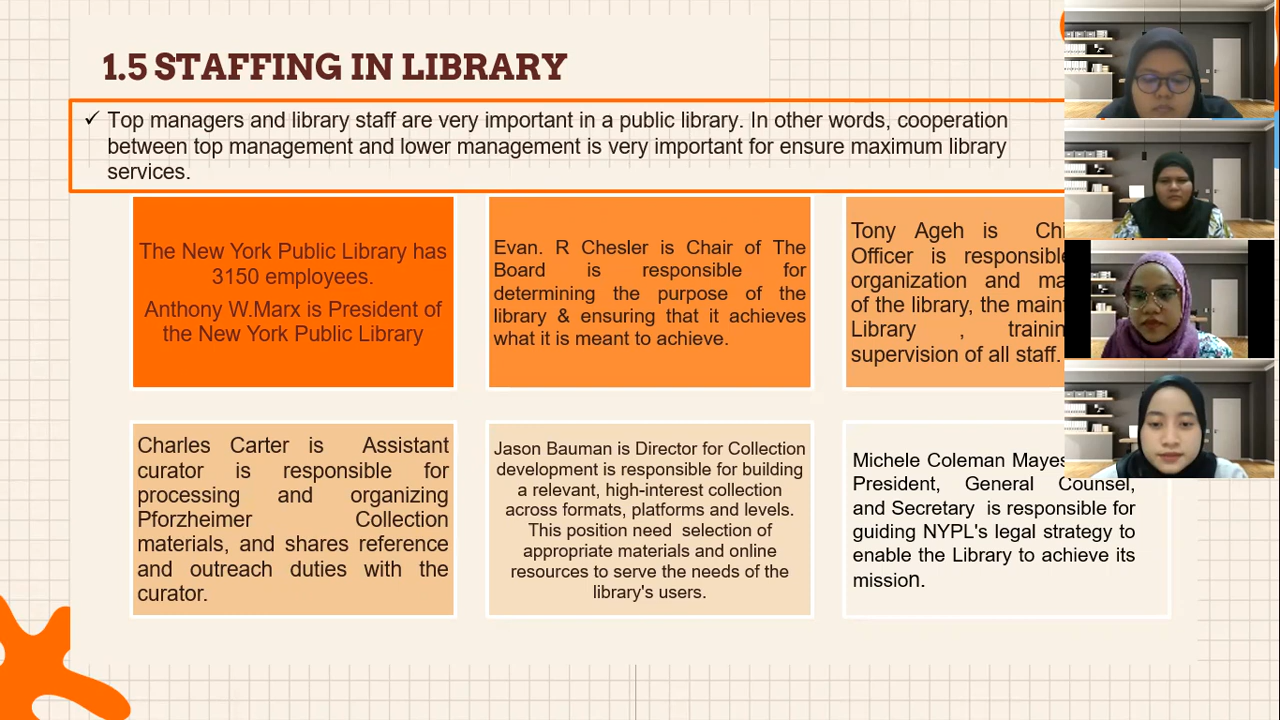 1.5 STAFFING IN LIBRARY
✓ Top managers and library staff are very important in a public library. In other words, cooperation
between top management and lower management is very important for ensure maximum library
services.
The New York Public Library has
3150 employees.
Anthony W.Marx is President of
the New York Public Library
Evan. R Chesler is Chair of The
Board is responsible for
determining the purpose of the
library & ensuring that it achieves
what it is meant to achieve.
Tony Ageh is
Officer is responsible
organization and
of the library, the
Library ,
supervision of all staff.
Charles Carter is Assistant
curator is responsible for
processing and organizing
Pforzheimer Collection
materials, and shares reference
and outreach duties with the
curator.
Jason Bauman is Director for Collection
development is responsible for building
a relevant, high-interest collection
across formats, platforms and levels.
This position need selection of
appropriate materials and online
resources to serve the needs of the
library's users.
Michele Coleman Mayes
President, General Counsel,
and Secretary is responsible for
guiding NYPL's legal strategy to
enable the Library to achieve its
mission.